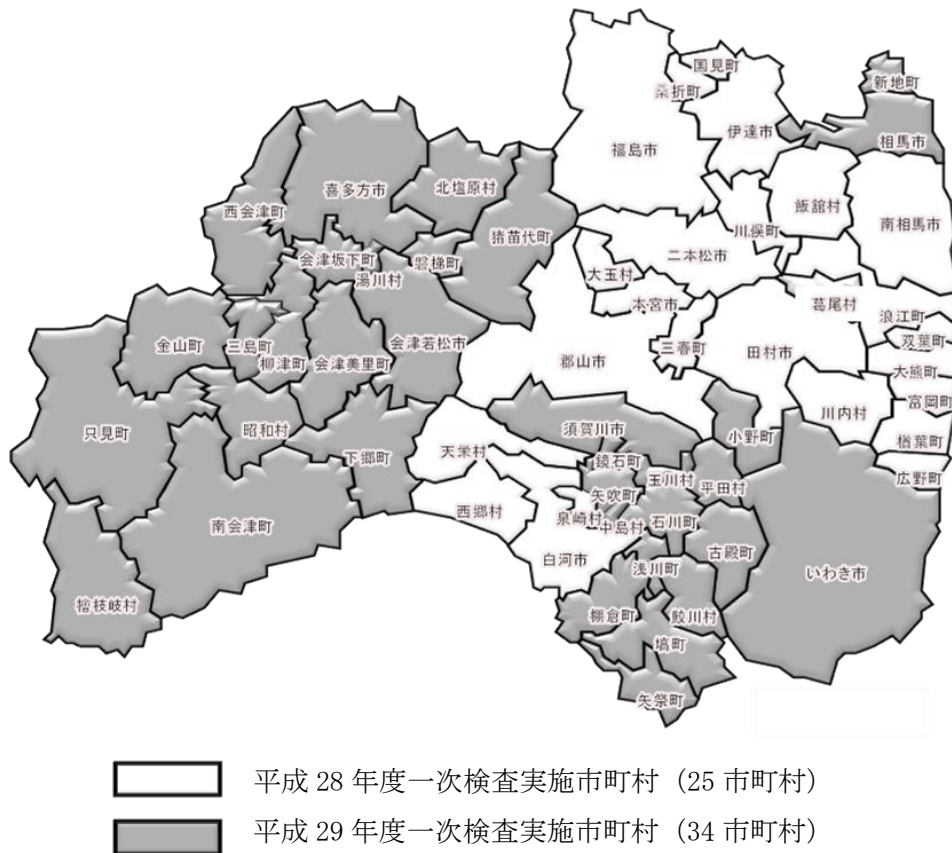 国見町
新地町
桑折町
伊達市
相馬市
福島市
喜多方市
北塩原村
飯舘村
西会津町
南相馬市
猪苗代町
川俣町
会津坂下町
磐梯町
二本松市
湯川村
大玉村
本宮市
葛尾村
浪江町
金山町
三島町
会津若松市
三春町
双葉町
柳津町
会津美里町
郡山市
田村市
大熊町
川内村
富岡町
只見町
昭和村
須賀川市
小野町
下郷町
天栄村
楢葉町
鏡石町
玉川村
平田村
広野町
矢吹町
西郷村
泉崎村
石川町
南会津町
中島村
白河市
古殿町
浅川町
いわき市
檜枝岐村
棚倉町
鮫川村
塙町
矢祭町
平成 28 年度一次検査実施市町村（25 市町村）
平成 29 年度一次検査実施市町村（34 市町村）